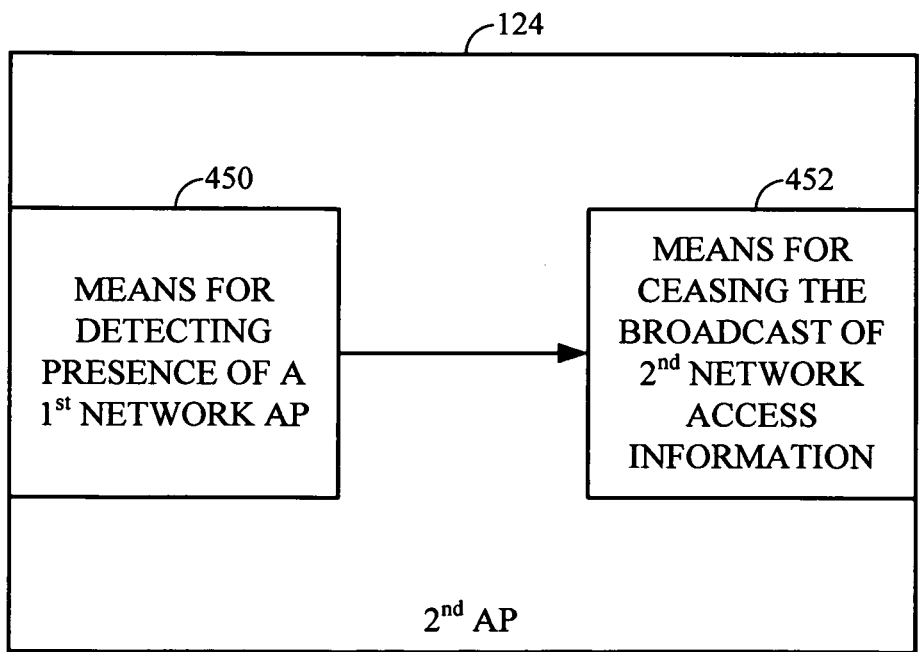 124
450
MEANS FOR
DETECTING
PRESENCE OF A
1st NETWORK AP
452
MEANS FOR
CEASING THE
BROADCAST OF
2nd NETWORK
ACCESS
INFORMATION
2nd AP